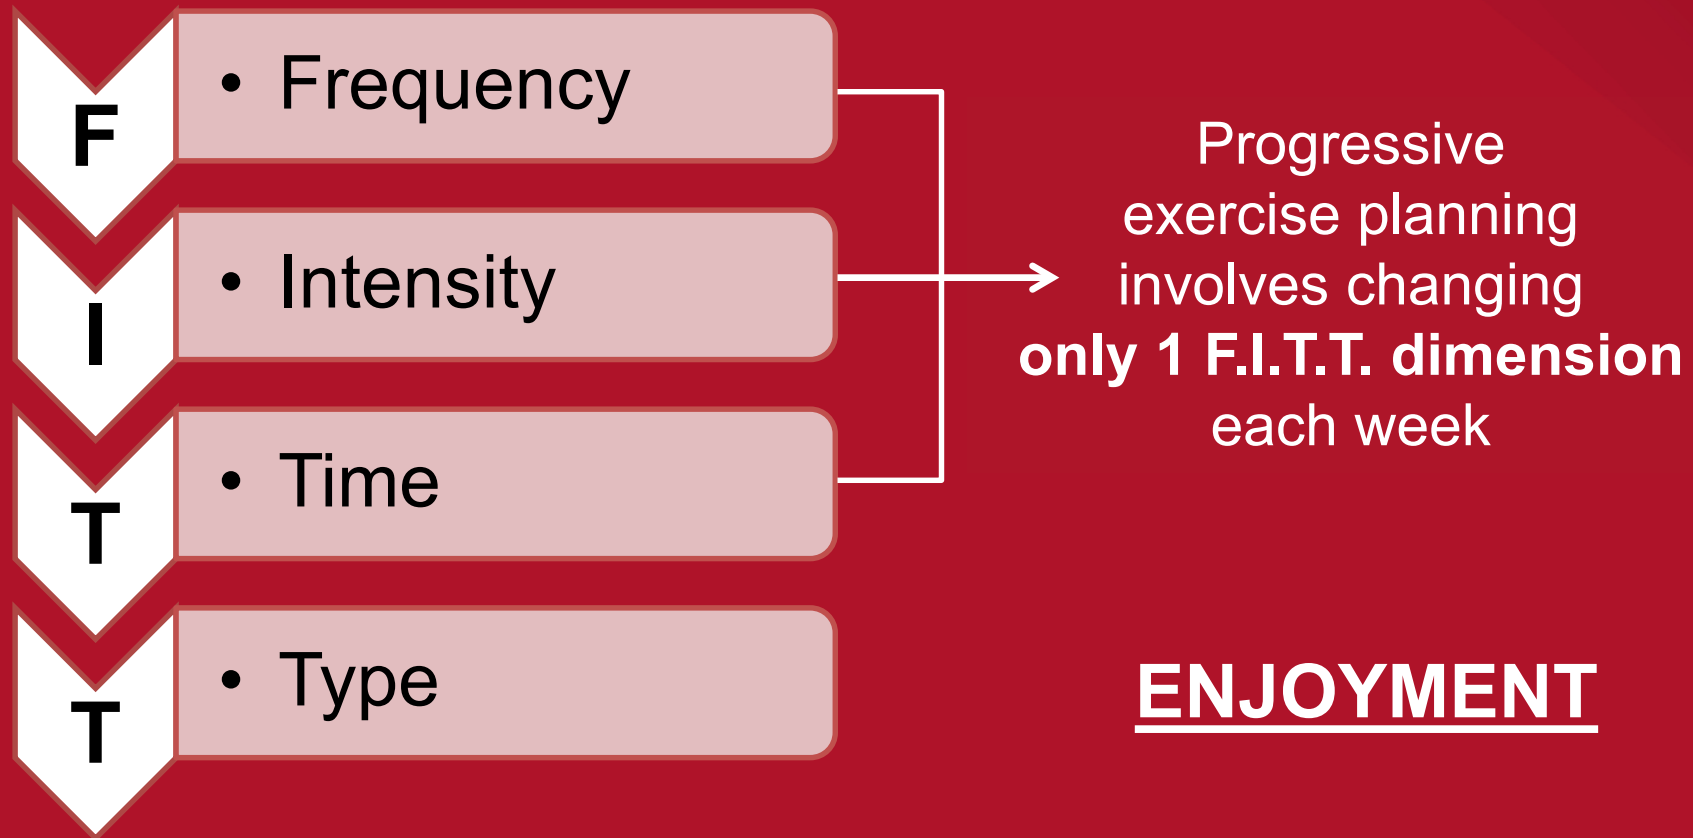 F
• Frequency
I
• Intensity
T
• Time
T
• Type
Progressive
exercise planning
involves changing
only 1 F.I.T.T. dimension
each week
ENJOYMENT